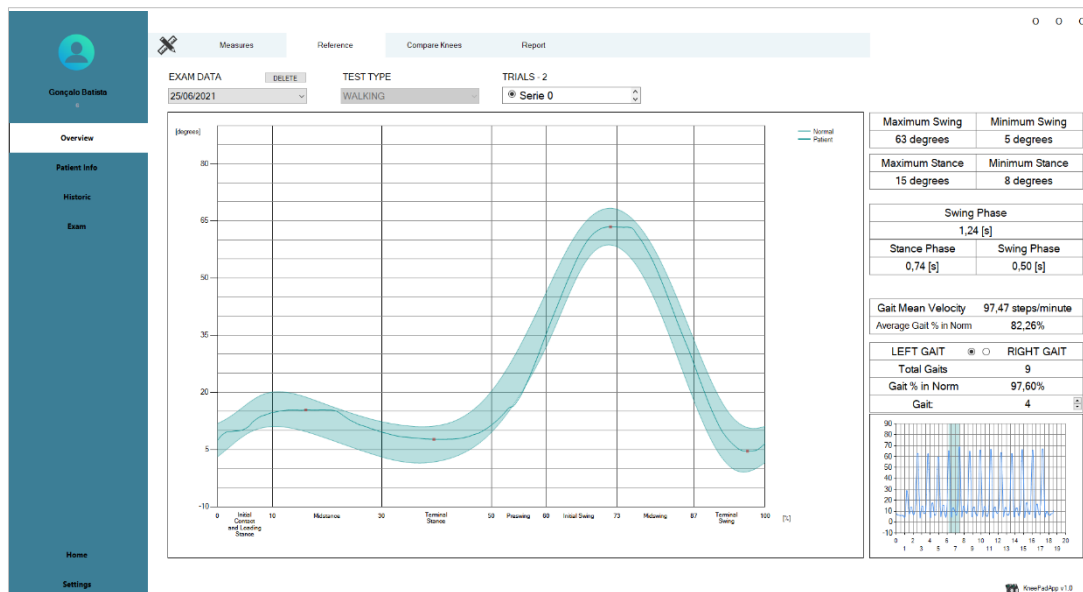 O O
Measures Reference Compare Knees Report
EXAM DATA DELETE TEST TYPE TRIALS - 2
25/06/2021 WALKING Serie 0
Gonçalo Batista
Overview
Patient Info
Historic
Exam
Home
Settings
[degrees]
Normal
Patient
80
65
50
35
20
5
-10
0 10 30 50 60 73 87 100 [%]
Initial Contact and Loading Stance
Midstance
Terminal Stance
Preswing
Initial Swing
Midswing
Terminal Swing
Maximum Swing Minimum Swing
63 degrees 5 degrees
Maximum Stance Minimum Stance
15 degrees 8 degrees
Swing Phase
1,24 [s]
Stance Phase Swing Phase
0,74 [s] 0,50 [s]
Gait Mean Velocity 97,47 steps/minute
Average Gait % in Norm 82,26%
LEFT GAIT RIGHT GAIT
Total Gaits 9
Gait % in Norm 97,60%
Gait: 4
90
80
70
60
50
40
30
20
10
0
-10
0 2 4 6 8 10 12 14 16 18 20
1 3 5 7 9 11 13 15 17 19
KneePadApp v1.0